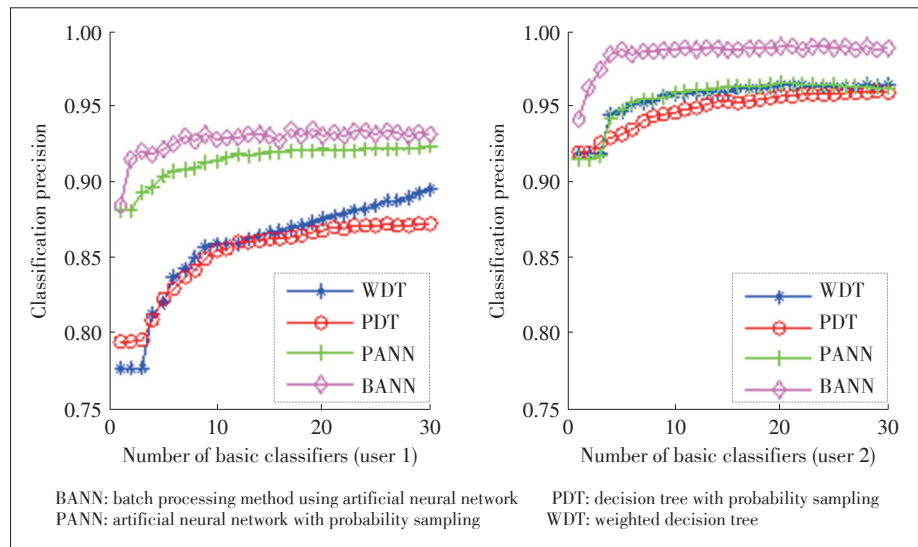 1.00
0.95
0.90
0.85
0.80
0.75
Classification precision
WDT
PDT
PANN
BANN
0
10
20
30
Number of basic classifiers (user 1)
1.00
0.95
0.90
0.85
0.80
0.75
Classification precision
WDT
PDT
PANN
BANN
0
10
20
30
Number of basic classifiers (user 2)
BANN: batch processing method using artificial neural network
PDT: decision tree with probability sampling
PANN: artificial neural network with probability sampling
WDT: weighted decision tree